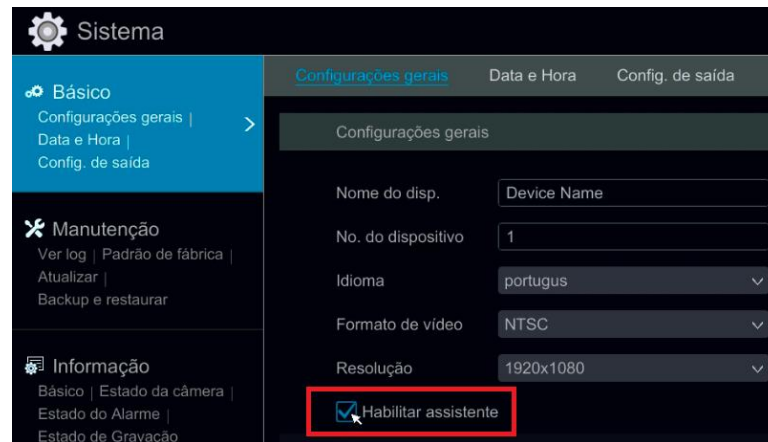 Sistema
Básico
Configurações gerais |
Data e Hora |
Config. de saída
Manutenção
Ver log | Padrão de fábrica |
Atualizar |
Backup e restaurar
Informação
Básico | Estado da câmera |
Estado do Alarme |
Estado de Gravação
Configurações gerais Data e Hora Config. de saída
Configurações gerais
Nome do disp. Device Name
No. do dispositivo 1
Idioma portugus
Formato de vídeo NTSC
Resolução 1920x1080
Habilitar assistente